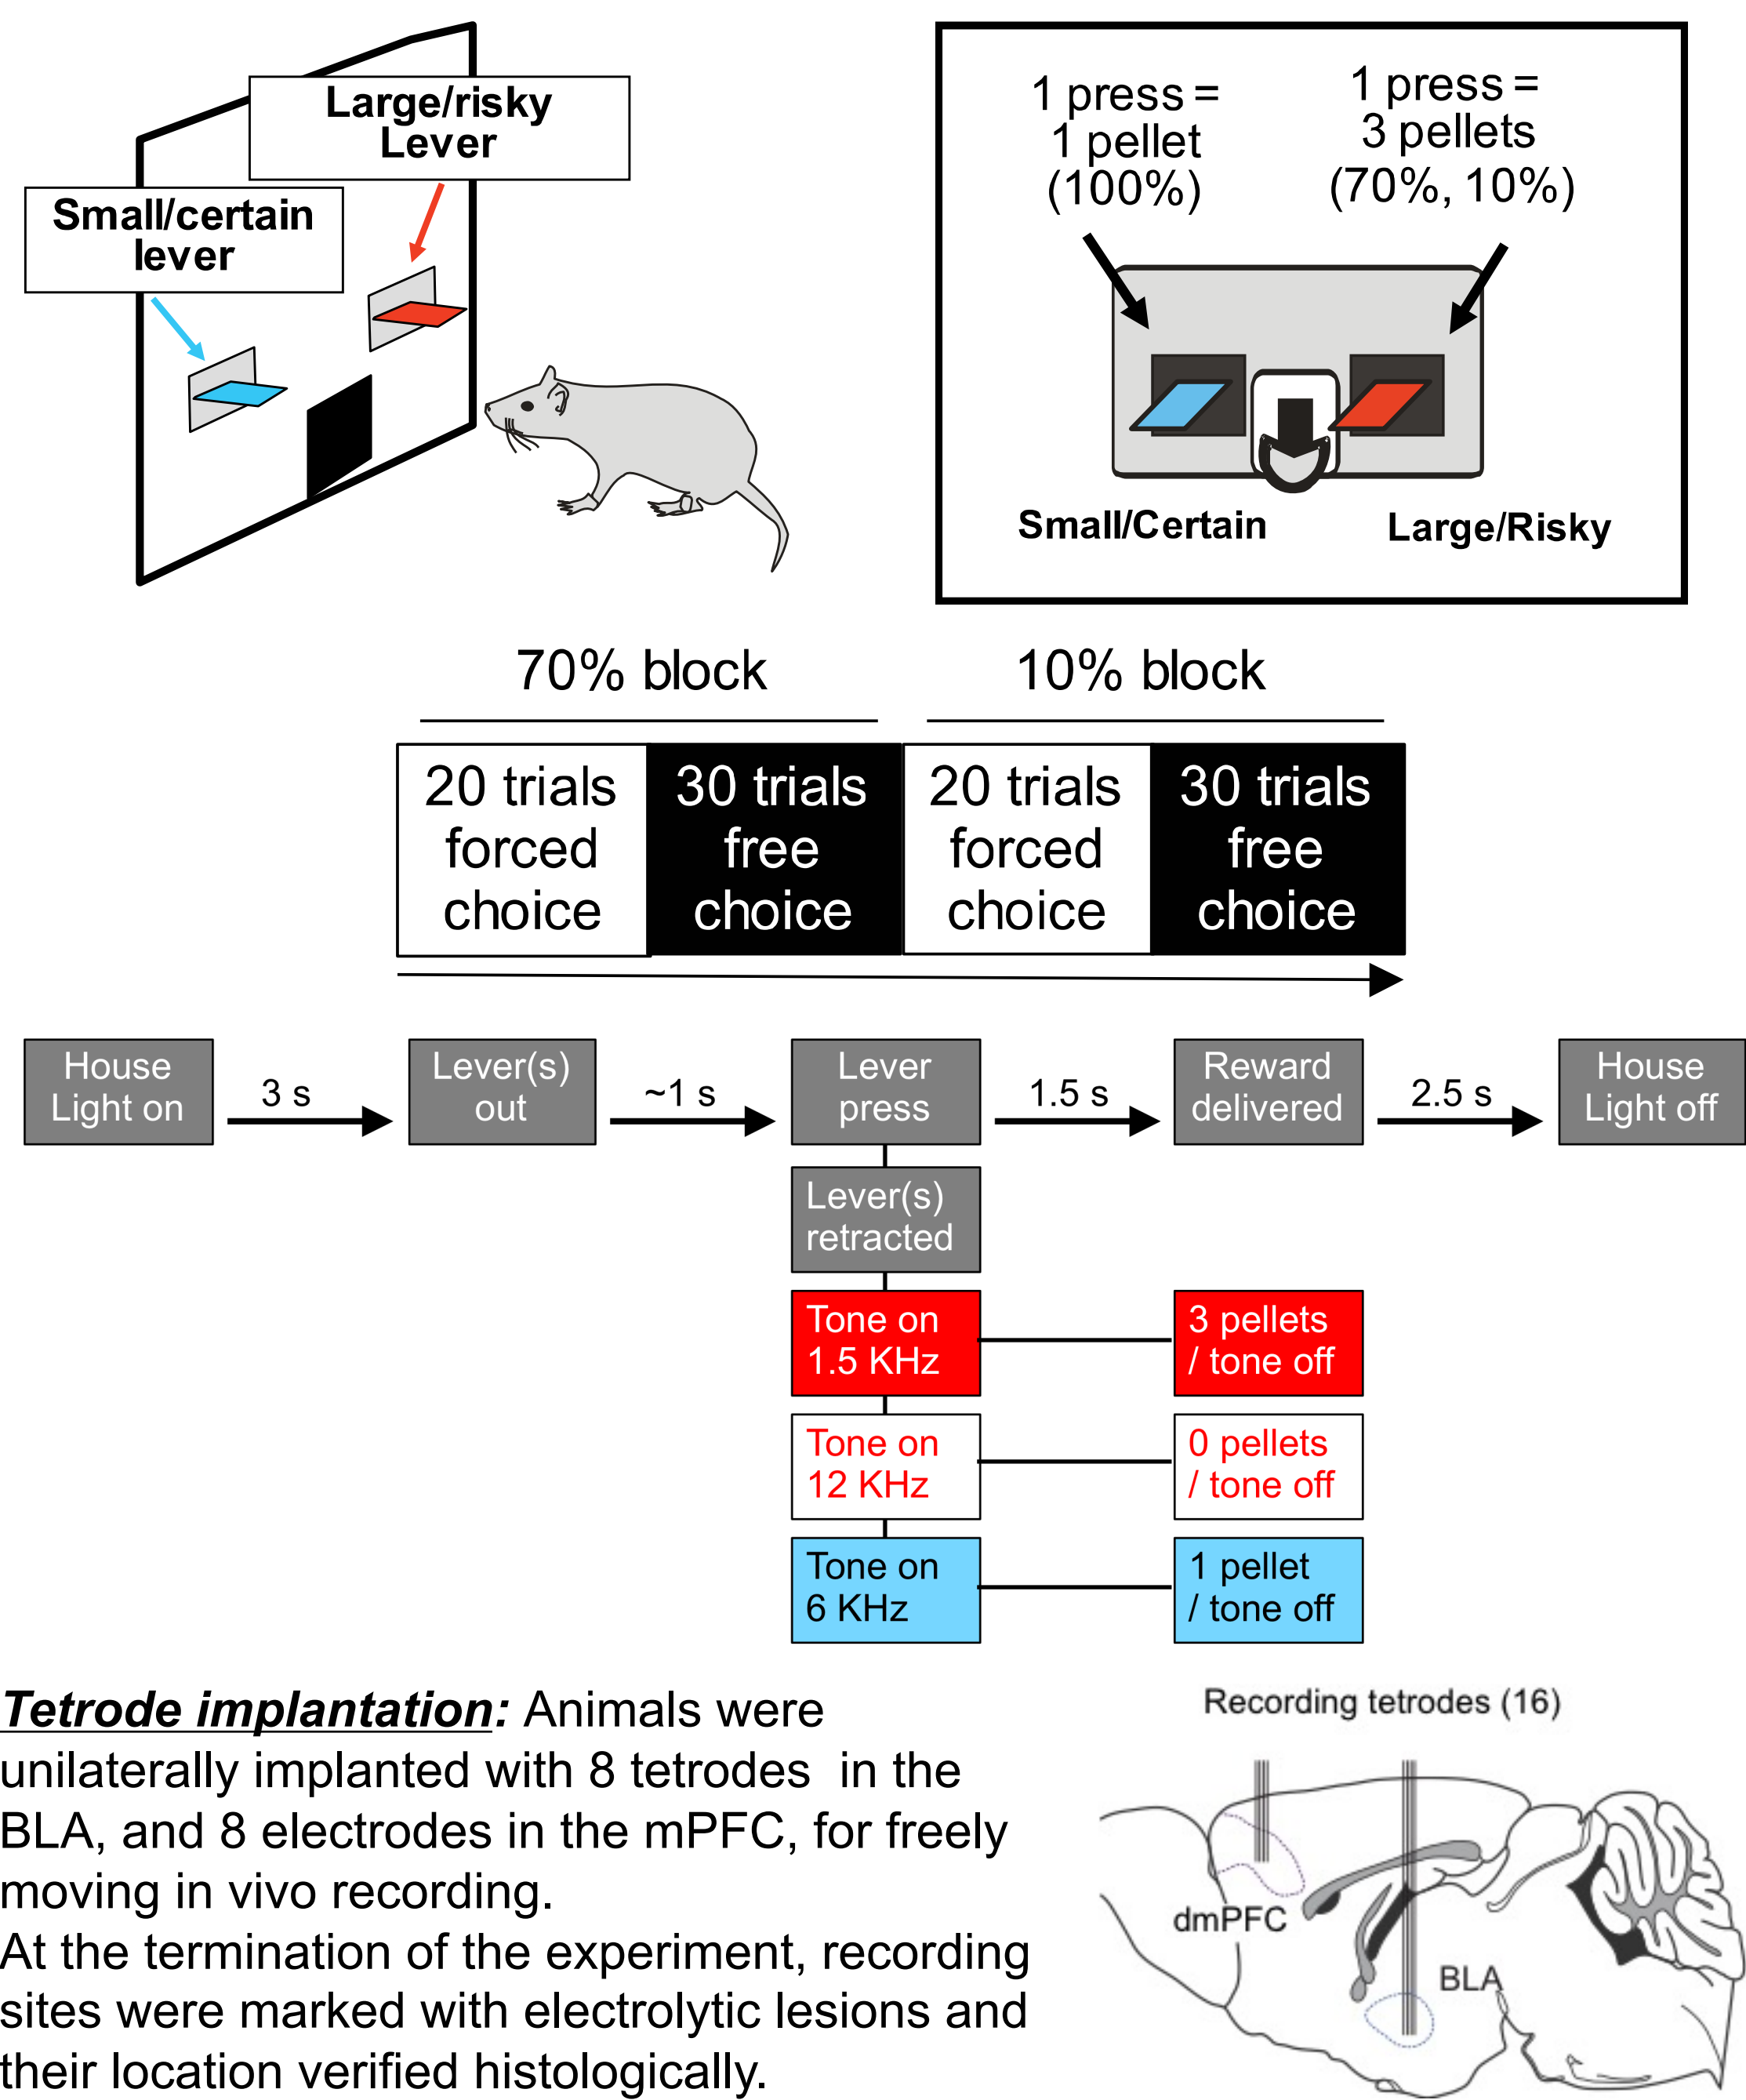 Large/risky
Lever
Small/certain
lever
1 press =
1 pellet
(100%)
1 press =
3 pellets
(70%, 10%)
Small/Certain
Large/Risky
70% block
10% block
20 trials
forced
choice
30 trials
free
choice
20 trials
forced
choice
30 trials
free
choice
House
Light on
3 s
Lever(s)
out
~1 s
Lever
press
1.5 s
Reward
delivered
2.5 s
House
Light off
Lever(s)
retracted
Tone on
1.5 KHz
3 pellets
/ tone off
Tone on
12 KHz
0 pellets
/ tone off
Tone on
6 KHz
1 pellet
/ tone off
Tetrode implantation: Animals were
unilaterally implanted with 8 tetrodes in the
BLA, and 8 electrodes in the mPFC, for freely
moving in vivo recording.
At the termination of the experiment, recording
sites were marked with electrolytic lesions and
their location verified histologically.
Recording tetrodes (16)
dmPFC
BLA